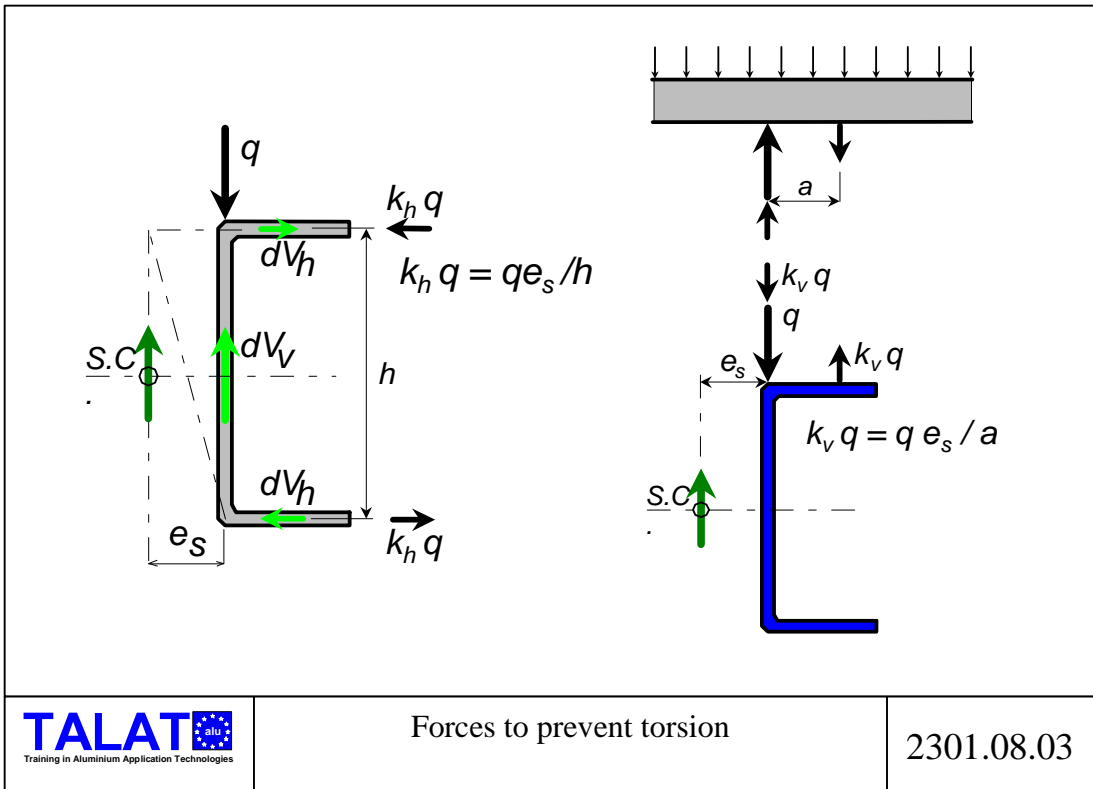 q
k_h q
dV_h
k_h q = qe_s/h
S.C
.
dV_v
h
dV_h
e_s
k_h q
a
k_v q
q
e_s
k_v q
k_v q = q e_s / a
S.C
.
TALAT
alu
Training in Aluminium Application Technologies
Forces to prevent torsion
2301.08.03